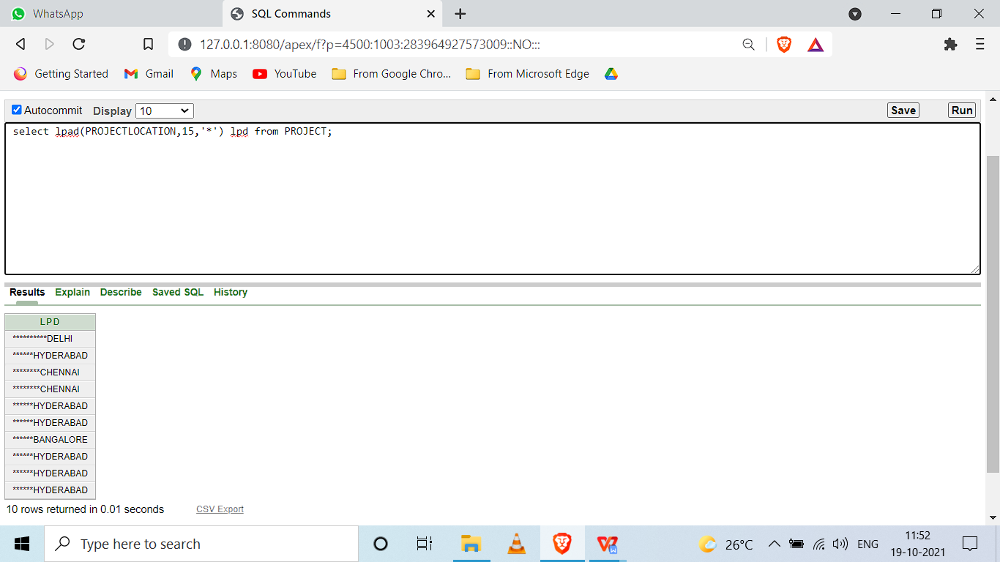 WhatsApp
SQL Commands
127.0.0.1:8080/apex/f?p=4500:1003:283964927573009::NO:::
Getting Started Gmail Maps YouTube From Google Chro... From Microsoft Edge
Autocommit Display 10 Save Run
select lpad(PROJECTLOCATION,15,'*') lpd from PROJECT;
Results Explain Describe Saved SQL History
LPD
**********DELHI
******HYDERABAD
********CHENNAI
********CHENNAI
******HYDERABAD
******HYDERABAD
******BANGALORE
******HYDERABAD
******HYDERABAD
******HYDERABAD
10 rows returned in 0.01 seconds CSV Export
Type here to search 26°C ENG 11:52
19-10-2021